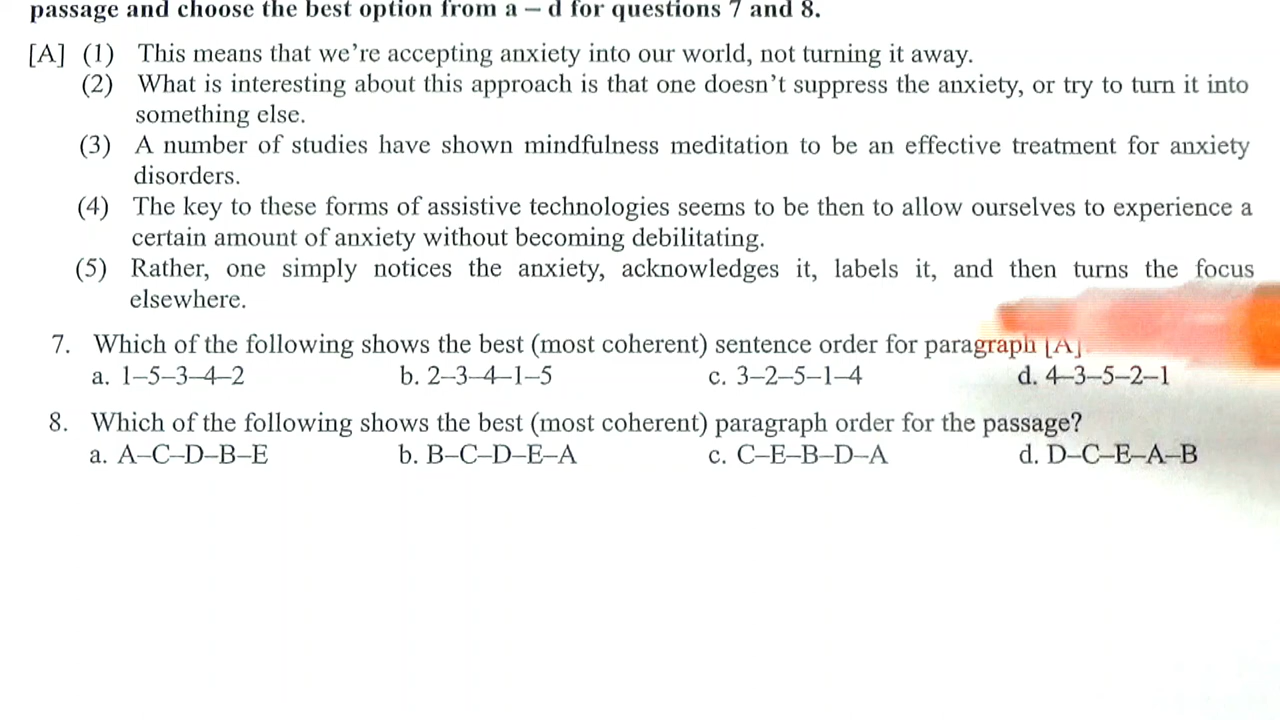 passage and choose the best option from a – d for questions 7 and 8.
[A] (1) This means that we're accepting anxiety into our world, not turning it away.
(2) What is interesting about this approach is that one doesn't suppress the anxiety, or try to turn it into
something else.
(3) A number of studies have shown mindfulness meditation to be an effective treatment for anxiety
disorders.
(4) The key to these forms of assistive technologies seems to be then to allow ourselves to experience a
certain amount of anxiety without becoming debilitating.
(5) Rather, one simply notices the anxiety, acknowledges it, labels it, and then turns the focus
elsewhere.
7. Which of the following shows the best (most coherent) sentence order for paragraph [A]
a. 1–5–3–4–2 b. 2–3–4–1–5 c. 3–2–5–1–4 d. 4–3–5–2–1
8. Which of the following shows the best (most coherent) paragraph order for the passage?
a. A–C–D–B–E b. B–C–D–E–A c. C–E–B–D–A d. D–C–E–A–B